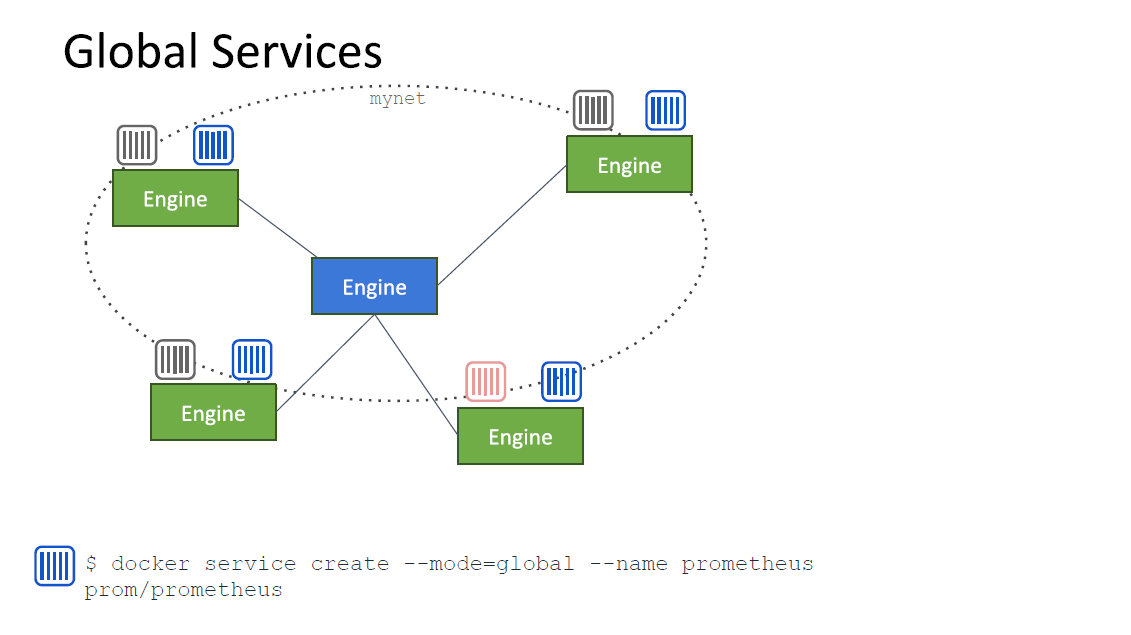 Global Services
mynet
Engine
Engine
Engine
Engine
Engine
$ docker service create --mode=global --name prometheus
prom/prometheus